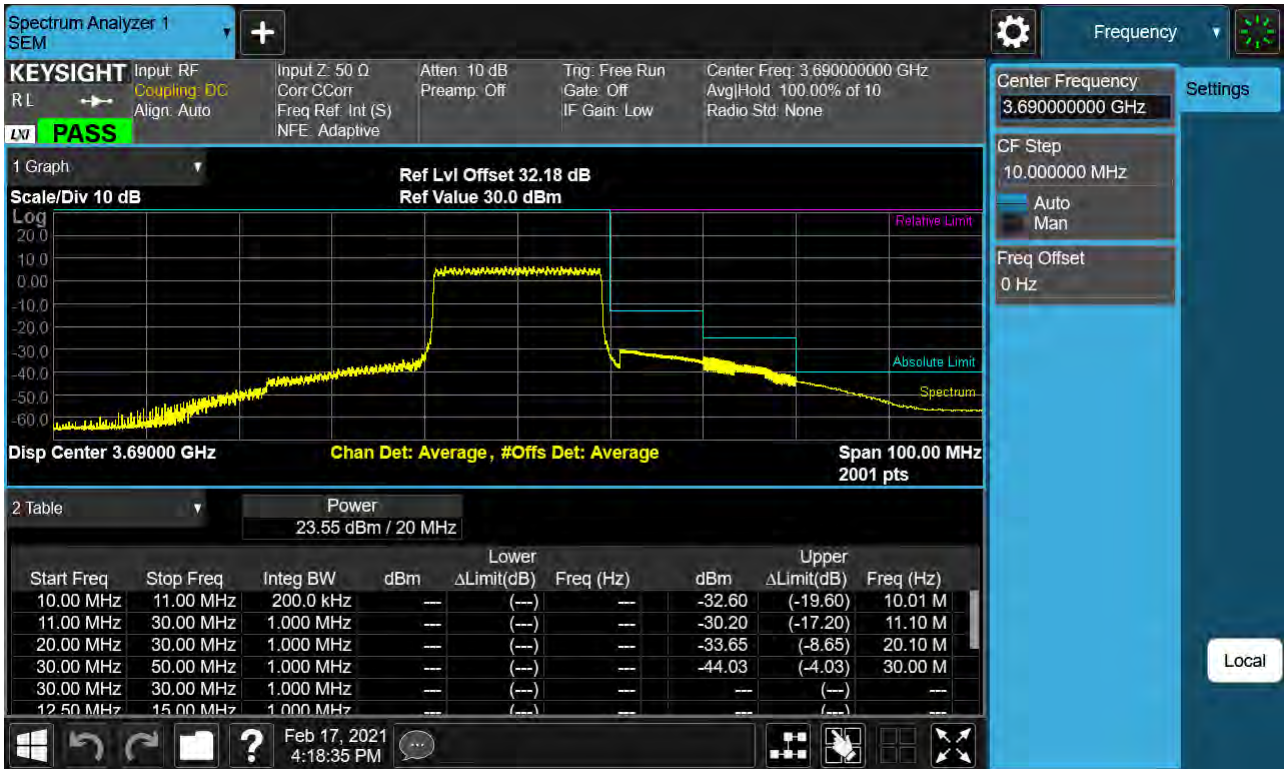 Spectrum Analyzer 1
SEM
Frequency
KEYSIGHT
R L
LXI
PASS
Input: RF
Coupling: DC
Align: Auto
Input Z: 50 Ω
Corr CCorr
Freq Ref: Int (S)
NFE: Adaptive
Atten: 10 dB
Preamp: Off
Trig: Free Run
Gate: Off
IF Gain: Low
Center Freq: 3.690000000 GHz
Avg|Hold: 100.00% of 10
Radio Std: None
Center Frequency
3.690000000 GHz
Settings
CF Step
10.000000 MHz
Auto
Man
Freq Offset
0 Hz
1 Graph
Scale/Div 10 dB
Ref Lvl Offset 32.18 dB
Ref Value 30.0 dBm
Log
20.0
10.0
0.00
-10.0
-20.0
-30.0
-40.0
-50.0
-60.0
Relative Limit
Absolute Limit
Spectrum
Disp Center 3.69000 GHz
Chan Det: Average, #Offs Det: Average
Span 100.00 MHz
2001 pts
2 Table
Power
23.55 dBm / 20 MHz
Lower Upper
Start Freq Stop Freq Integ BW dBm ΔLimit(dB) Freq (Hz) dBm ΔLimit(dB) Freq (Hz)
10.00 MHz 11.00 MHz 200.0 kHz --- (---) --- -32.60 (-19.60) 10.01 M
11.00 MHz 30.00 MHz 1.000 MHz --- (---) --- -30.20 (-17.20) 11.10 M
20.00 MHz 30.00 MHz 1.000 MHz --- (---) --- -33.65 (-8.65) 20.10 M
30.00 MHz 50.00 MHz 1.000 MHz --- (---) --- -44.03 (-4.03) 30.00 M
30.00 MHz 30.00 MHz 1.000 MHz --- (---) --- --- (---) ---
12.50 MHz 15.00 MHz 1.000 MHz --- (---) --- --- (---) ---
Local
?
Feb 17, 2021
4:18:35 PM